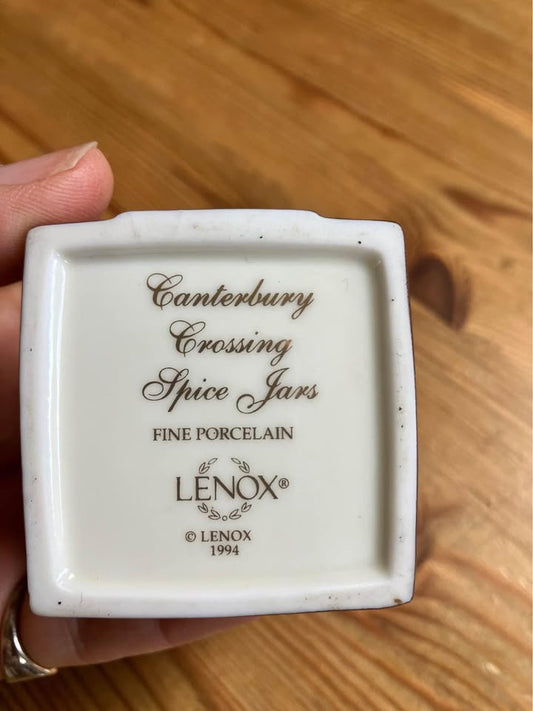 Canterbury
Crossing
Spice Jars
FINE PORCELAIN
LENOX®
© LENOX
1994